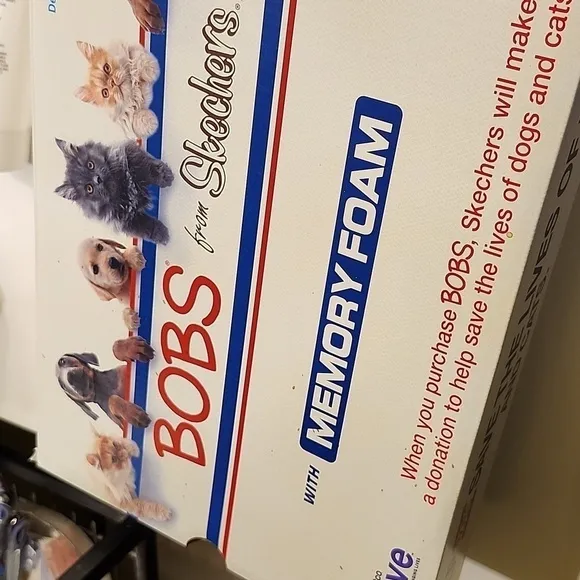 BOBS® from Skechers®
WITH MEMORY FOAM
When you purchase BOBS, Skechers will make
a donation to help save the lives of dogs and cats